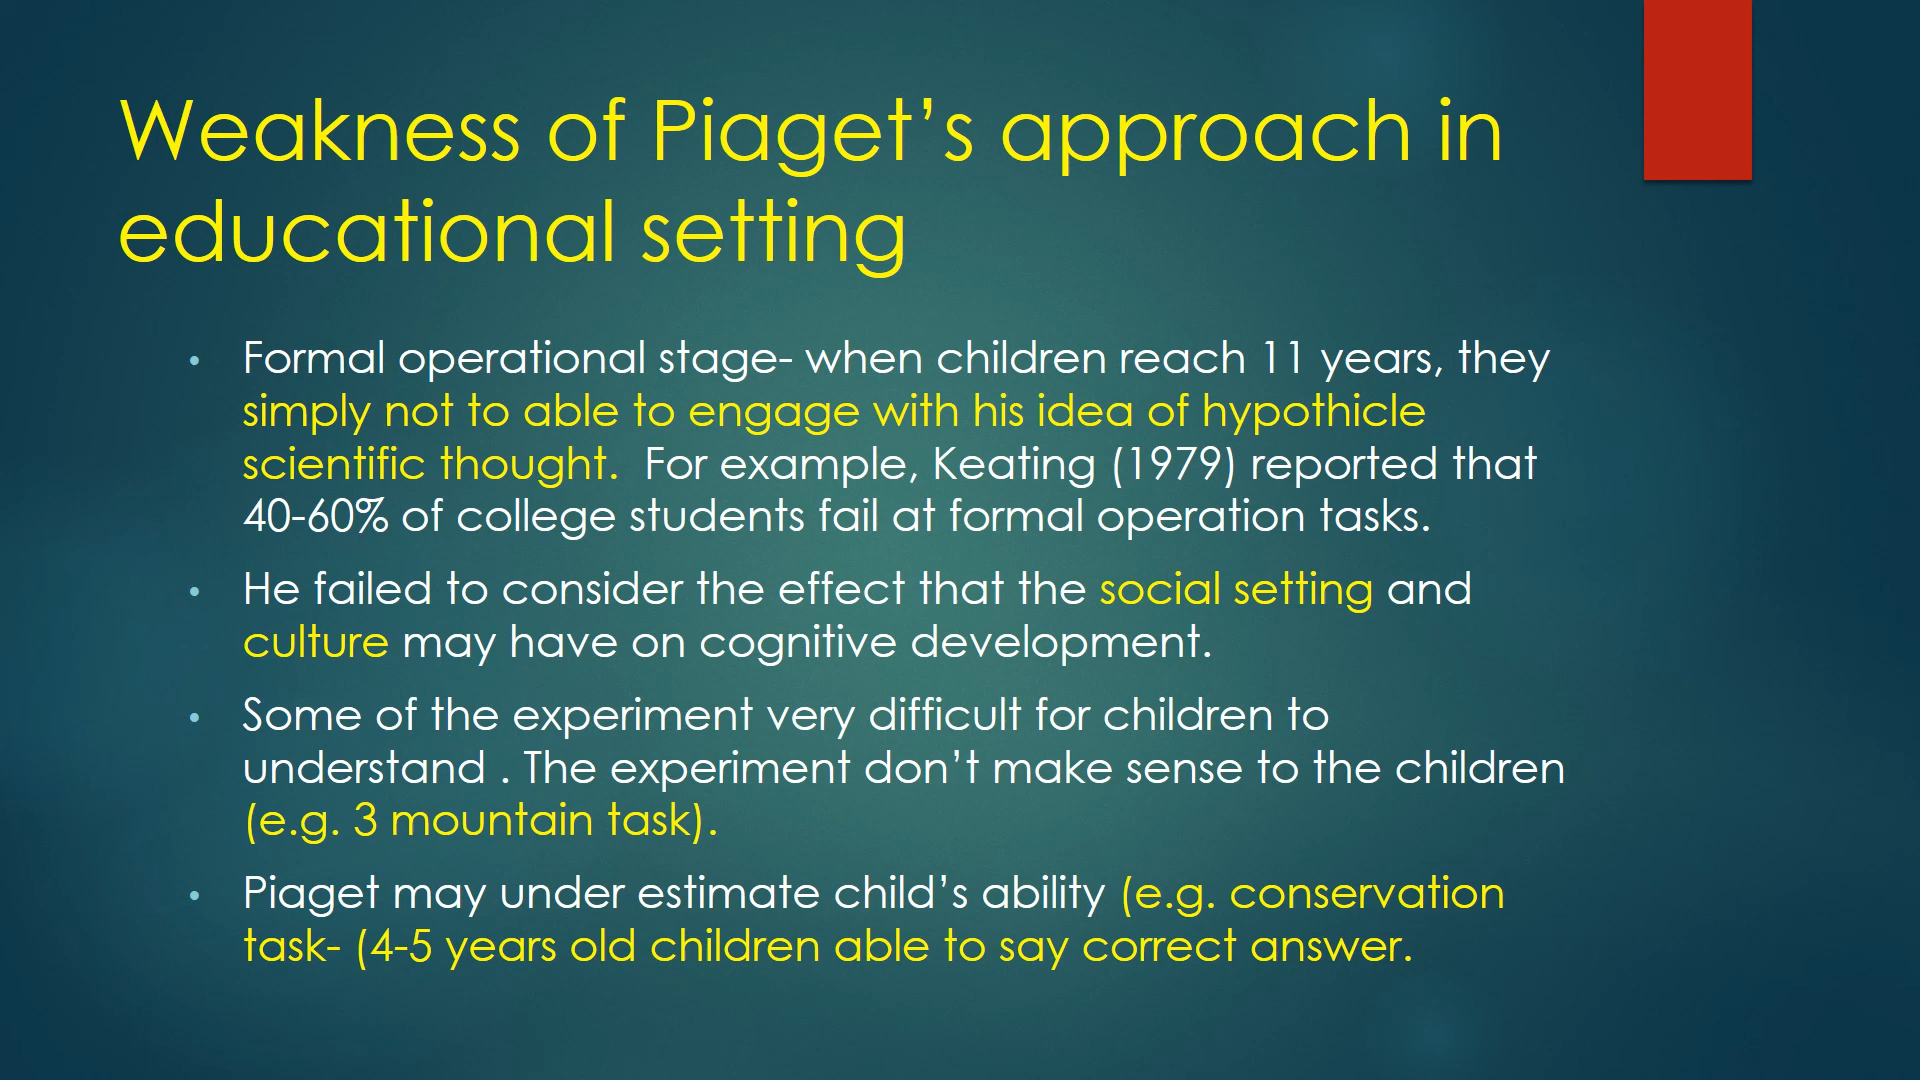 Weakness of Piaget’s approach in
educational setting
• Formal operational stage- when children reach 11 years, they
simply not to able to engage with his idea of hypothicle
scientific thought.  For example, Keating (1979) reported that
40-60% of college students fail at formal operation tasks.
• He failed to consider the effect that the social setting and
culture may have on cognitive development.
• Some of the experiment very difficult for children to
understand . The experiment don’t make sense to the children
(e.g. 3 mountain task).
• Piaget may under estimate child’s ability (e.g. conservation
task- (4-5 years old children able to say correct answer.